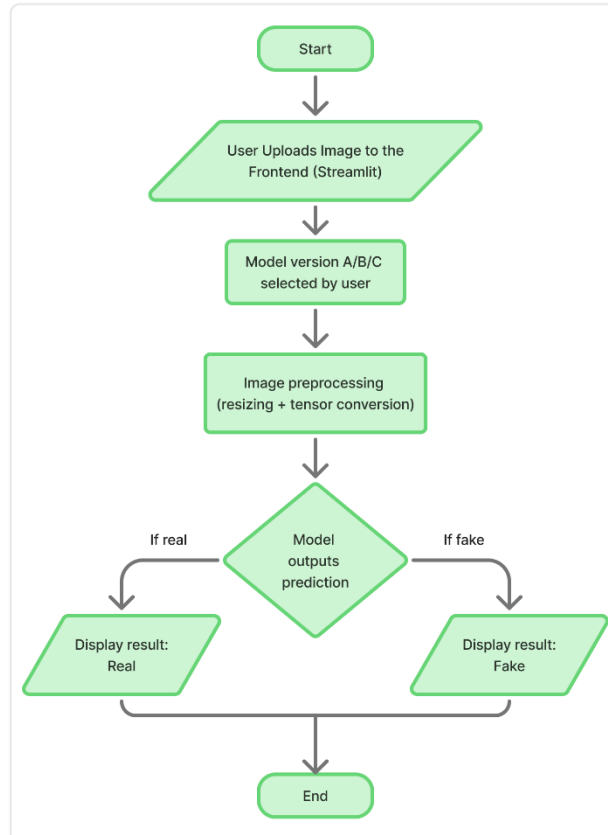 Start
User Uploads Image to the
Frontend (Streamlit)
Model version A/B/C
selected by user
Image preprocessing
(resizing + tensor conversion)
If real
Model
outputs
prediction
If fake
Display result:
Real
Display result:
Fake
End